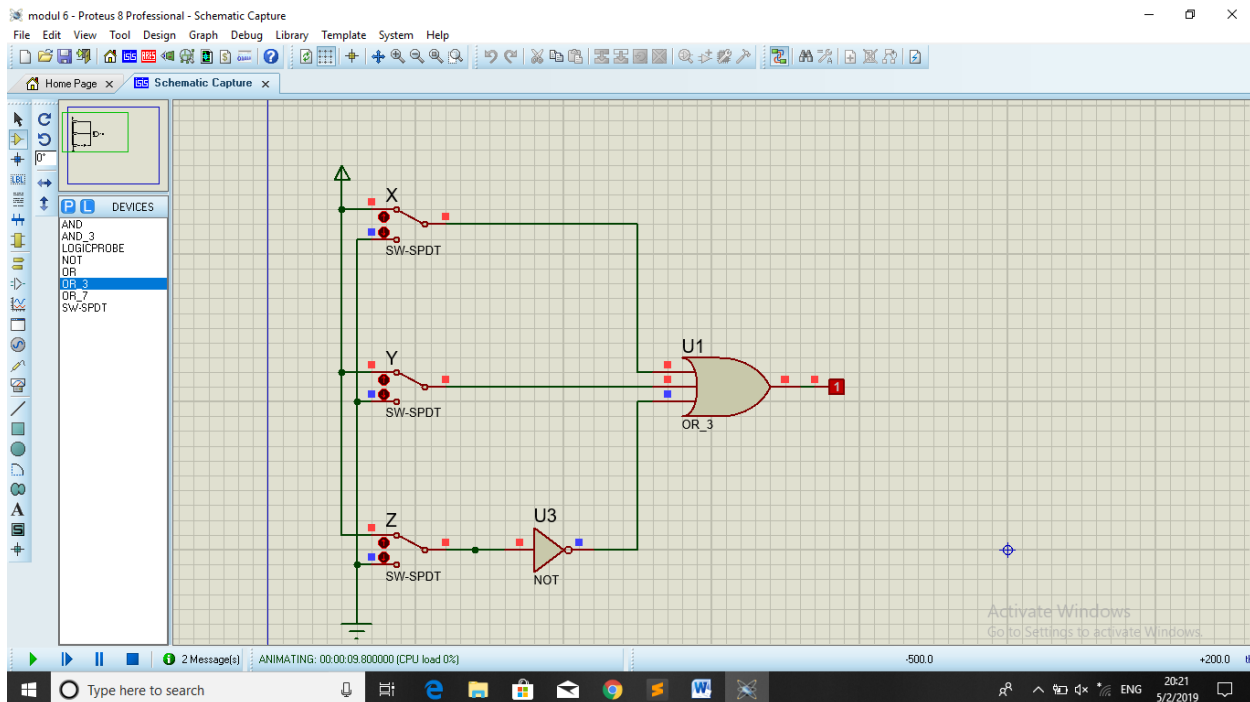 modul 6 - Proteus 8 Professional - Schematic Capture
File Edit View Tool Design Graph Debug Library Template System Help
Home Page x Schematic Capture x
0°
LBL
P L DEVICES
AND
AND_3
LOGICPROBE
NOT
OR
OR_3
OR_7
SW-SPDT
X
SW-SPDT
Y
SW-SPDT
U1
1
OR_3
Z
SW-SPDT
U3
NOT
A
S
Activate Windows
Go to Settings to activate Windows.
2 Message(s) ANIMATING: 00:00:09.800000 (CPU load 0%) -500.0 +200.0
Type here to search
ENG
20:21
5/2/2019